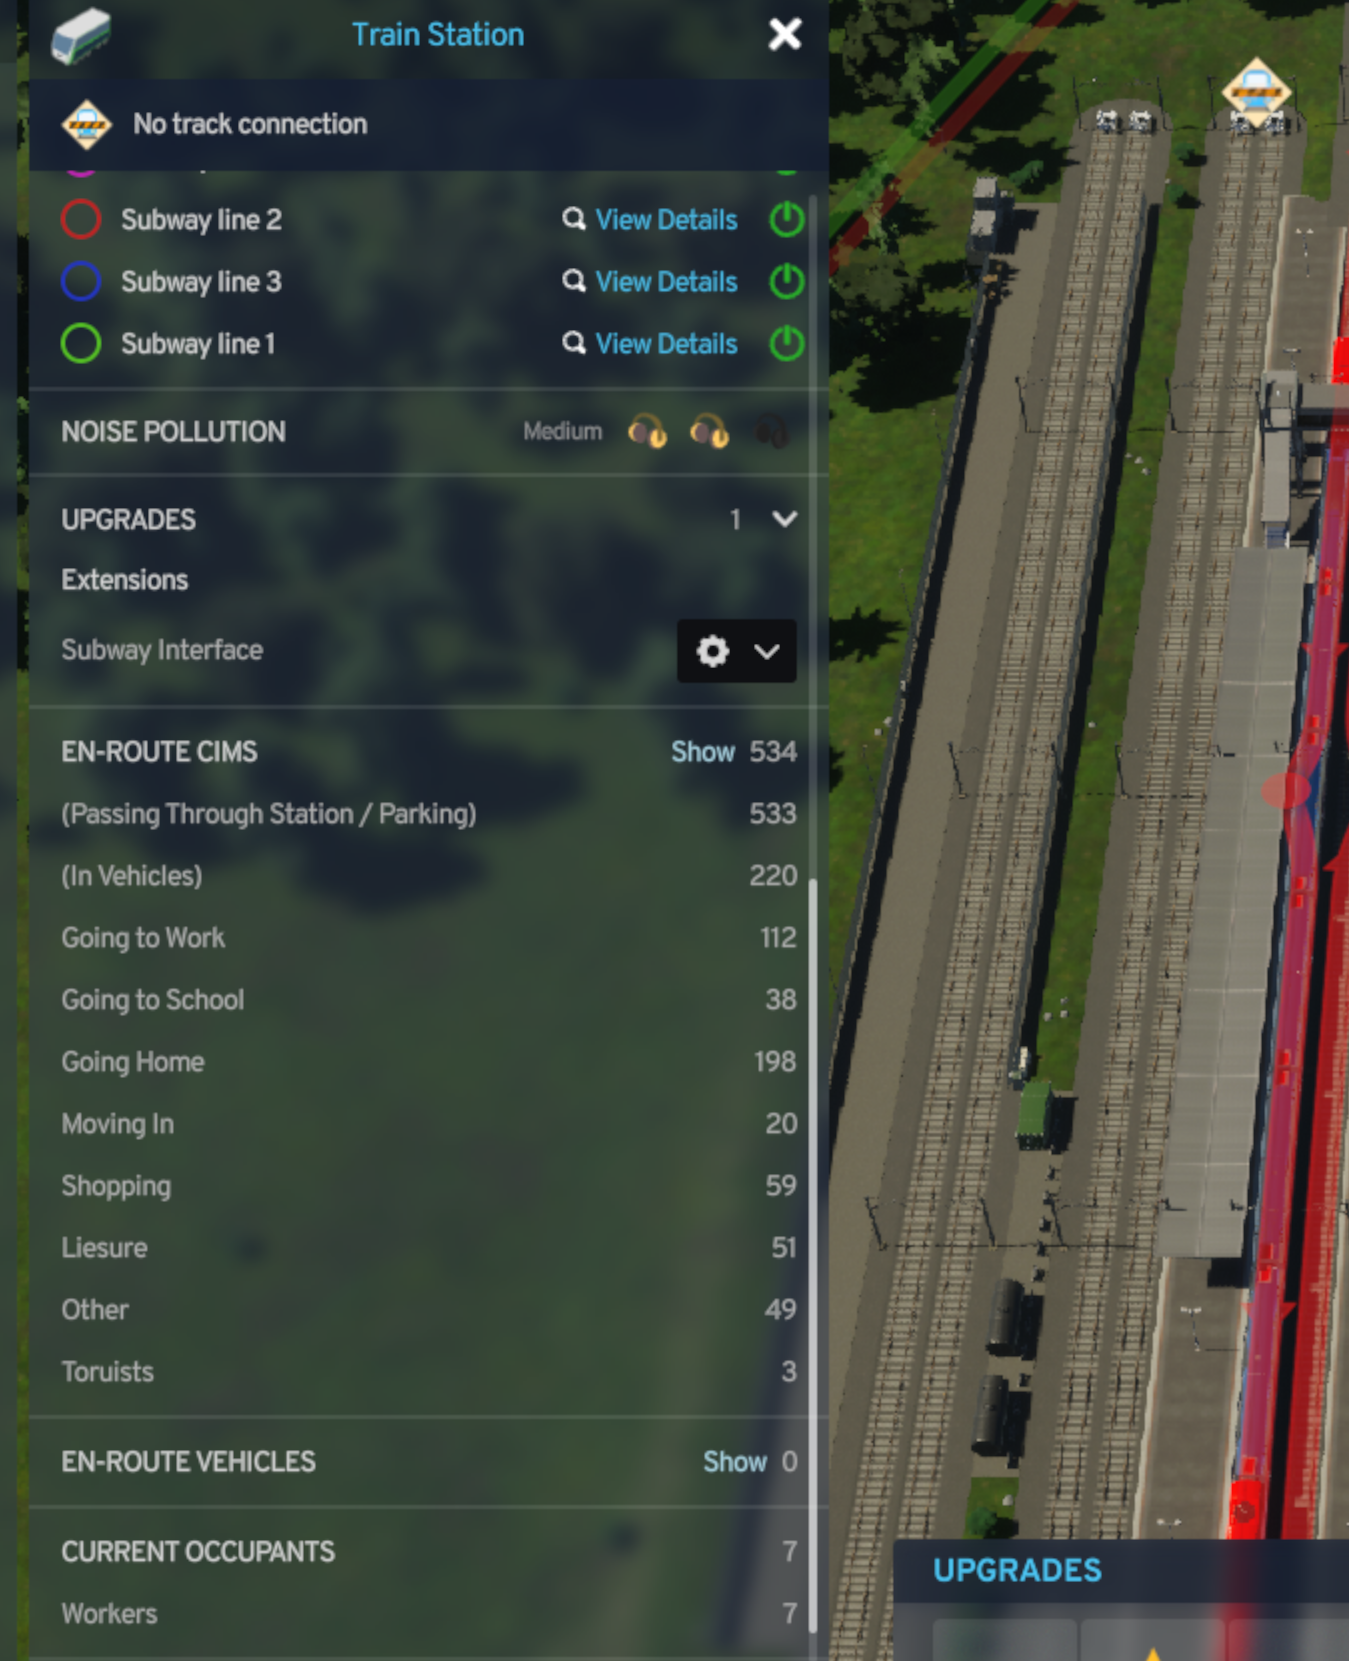 Train Station
No track connection
Subway line 2 View Details
Subway line 3 View Details
Subway line 1 View Details
NOISE POLLUTION Medium
UPGRADES 1
Extensions
Subway Interface
EN-ROUTE CIMS Show 534
(Passing Through Station / Parking) 533
(In Vehicles) 220
Going to Work 112
Going to School 38
Going Home 198
Moving In 20
Shopping 59
Liesure 51
Other 49
Toruists 3
EN-ROUTE VEHICLES Show 0
CURRENT OCCUPANTS 7
Workers 7
UPGRADES